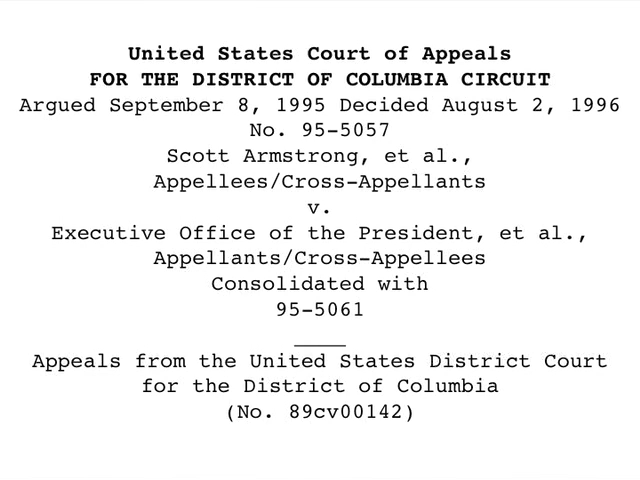 United States Court of Appeals
FOR THE DISTRICT OF COLUMBIA CIRCUIT
Argued September 8, 1995 Decided August 2, 1996
No. 95-5057
Scott Armstrong, et al.,
Appellees/Cross-Appellants
v.
Executive Office of the President, et al.,
Appellants/Cross-Appellees
Consolidated with
95-5061
____
Appeals from the United States District Court
for the District of Columbia
(No. 89cv00142)